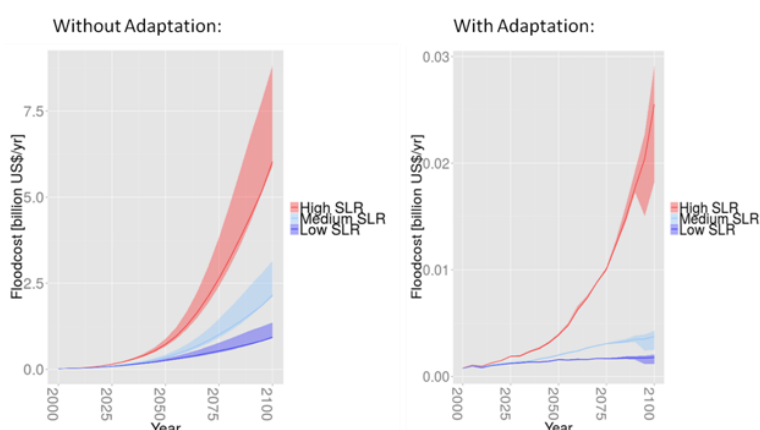 Without Adaptation:
Floodcost [billion US$/yr]
7.5
5.0
2.5
0.0
2000
2025
2050
2075
2100
Year
High SLR
Medium SLR
Low SLR
With Adaptation:
Floodcost [billion US$/yr]
0.03
0.02
0.01
0.00
2000
2025
2050
2075
2100
Year
High SLR
Medium SLR
Low SLR